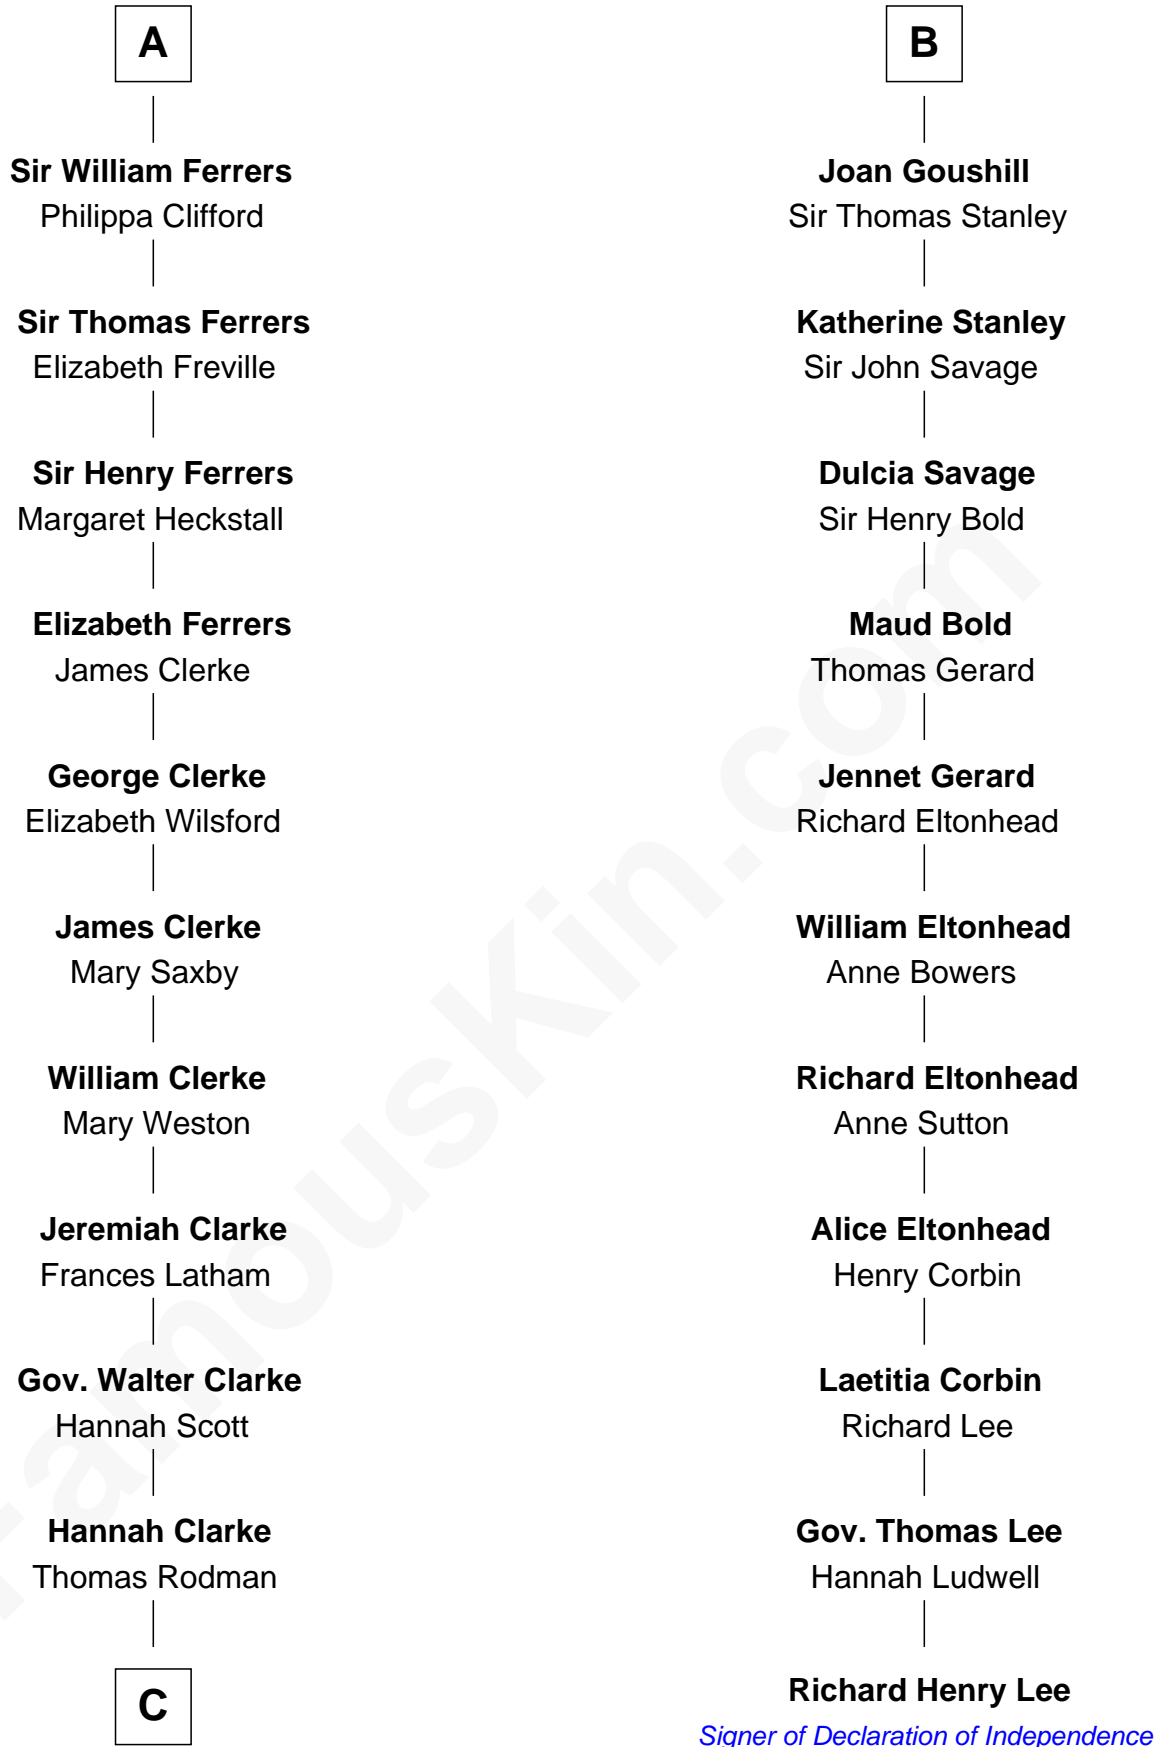 A
Sir William Ferrers
Philippa Clifford
Sir Thomas Ferrers
Elizabeth Freville
Sir Henry Ferrers
Margaret Heckstall
Elizabeth Ferrers
James Clerke
George Clerke
Elizabeth Wilsford
James Clerke
Mary Saxby
William Clerke
Mary Weston
Jeremiah Clarke
Frances Latham
Gov. Walter Clarke
Hannah Scott
Hannah Clarke
Thomas Rodman
C
B
Joan Goushill
Sir Thomas Stanley
Katherine Stanley
Sir John Savage
Dulcia Savage
Sir Henry Bold
Maud Bold
Thomas Gerard
Jennet Gerard
Richard Eltonhead
William Eltonhead
Anne Bowers
Richard Eltonhead
Anne Sutton
Alice Eltonhead
Henry Corbin
Laetitia Corbin
Richard Lee
Gov. Thomas Lee
Hannah Ludwell
Richard Henry Lee
Signer of Declaration of Independence
FamousKin.com